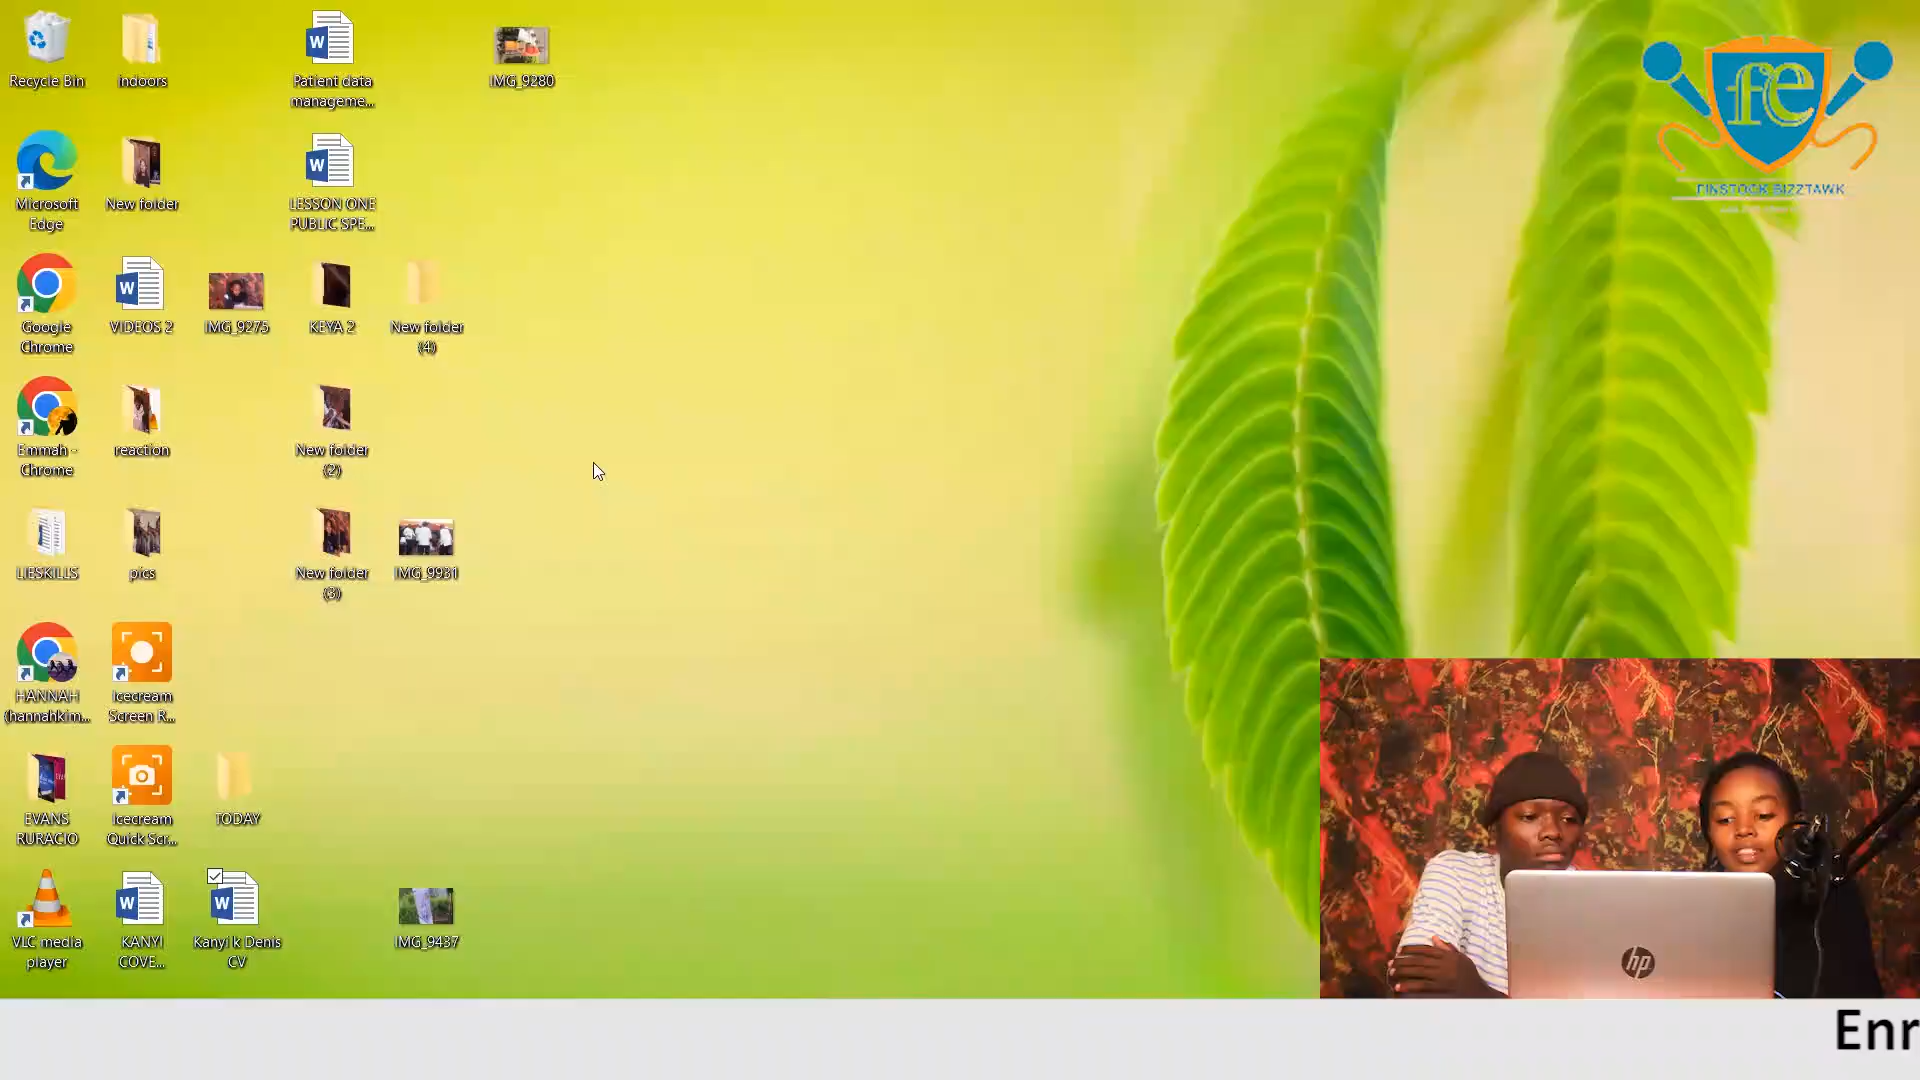 Recycle Bin
indoors
Patient data
manageme...
IMG_9280
fe
FINSTOCK BIZZTAWK
Microsoft
Edge
New folder
LESSON ONE
PUBLIC SPE...
Google
Chrome
VIDEOS 2
IMG_9275
KEYA 2
New folder
(4)
Emmah -
Chrome
reaction
New folder
(2)
LIESKILLS
pics
New folder
(3)
IMG_9931
HANNAH
(hannahkim...
Icecream
Screen R...
EVANS
RURACIO
Icecream
Quick Scr...
TODAY
VLC media
player
KANYI
COVE...
Kanyi k Denis
CV
IMG_9437
hp
Enr